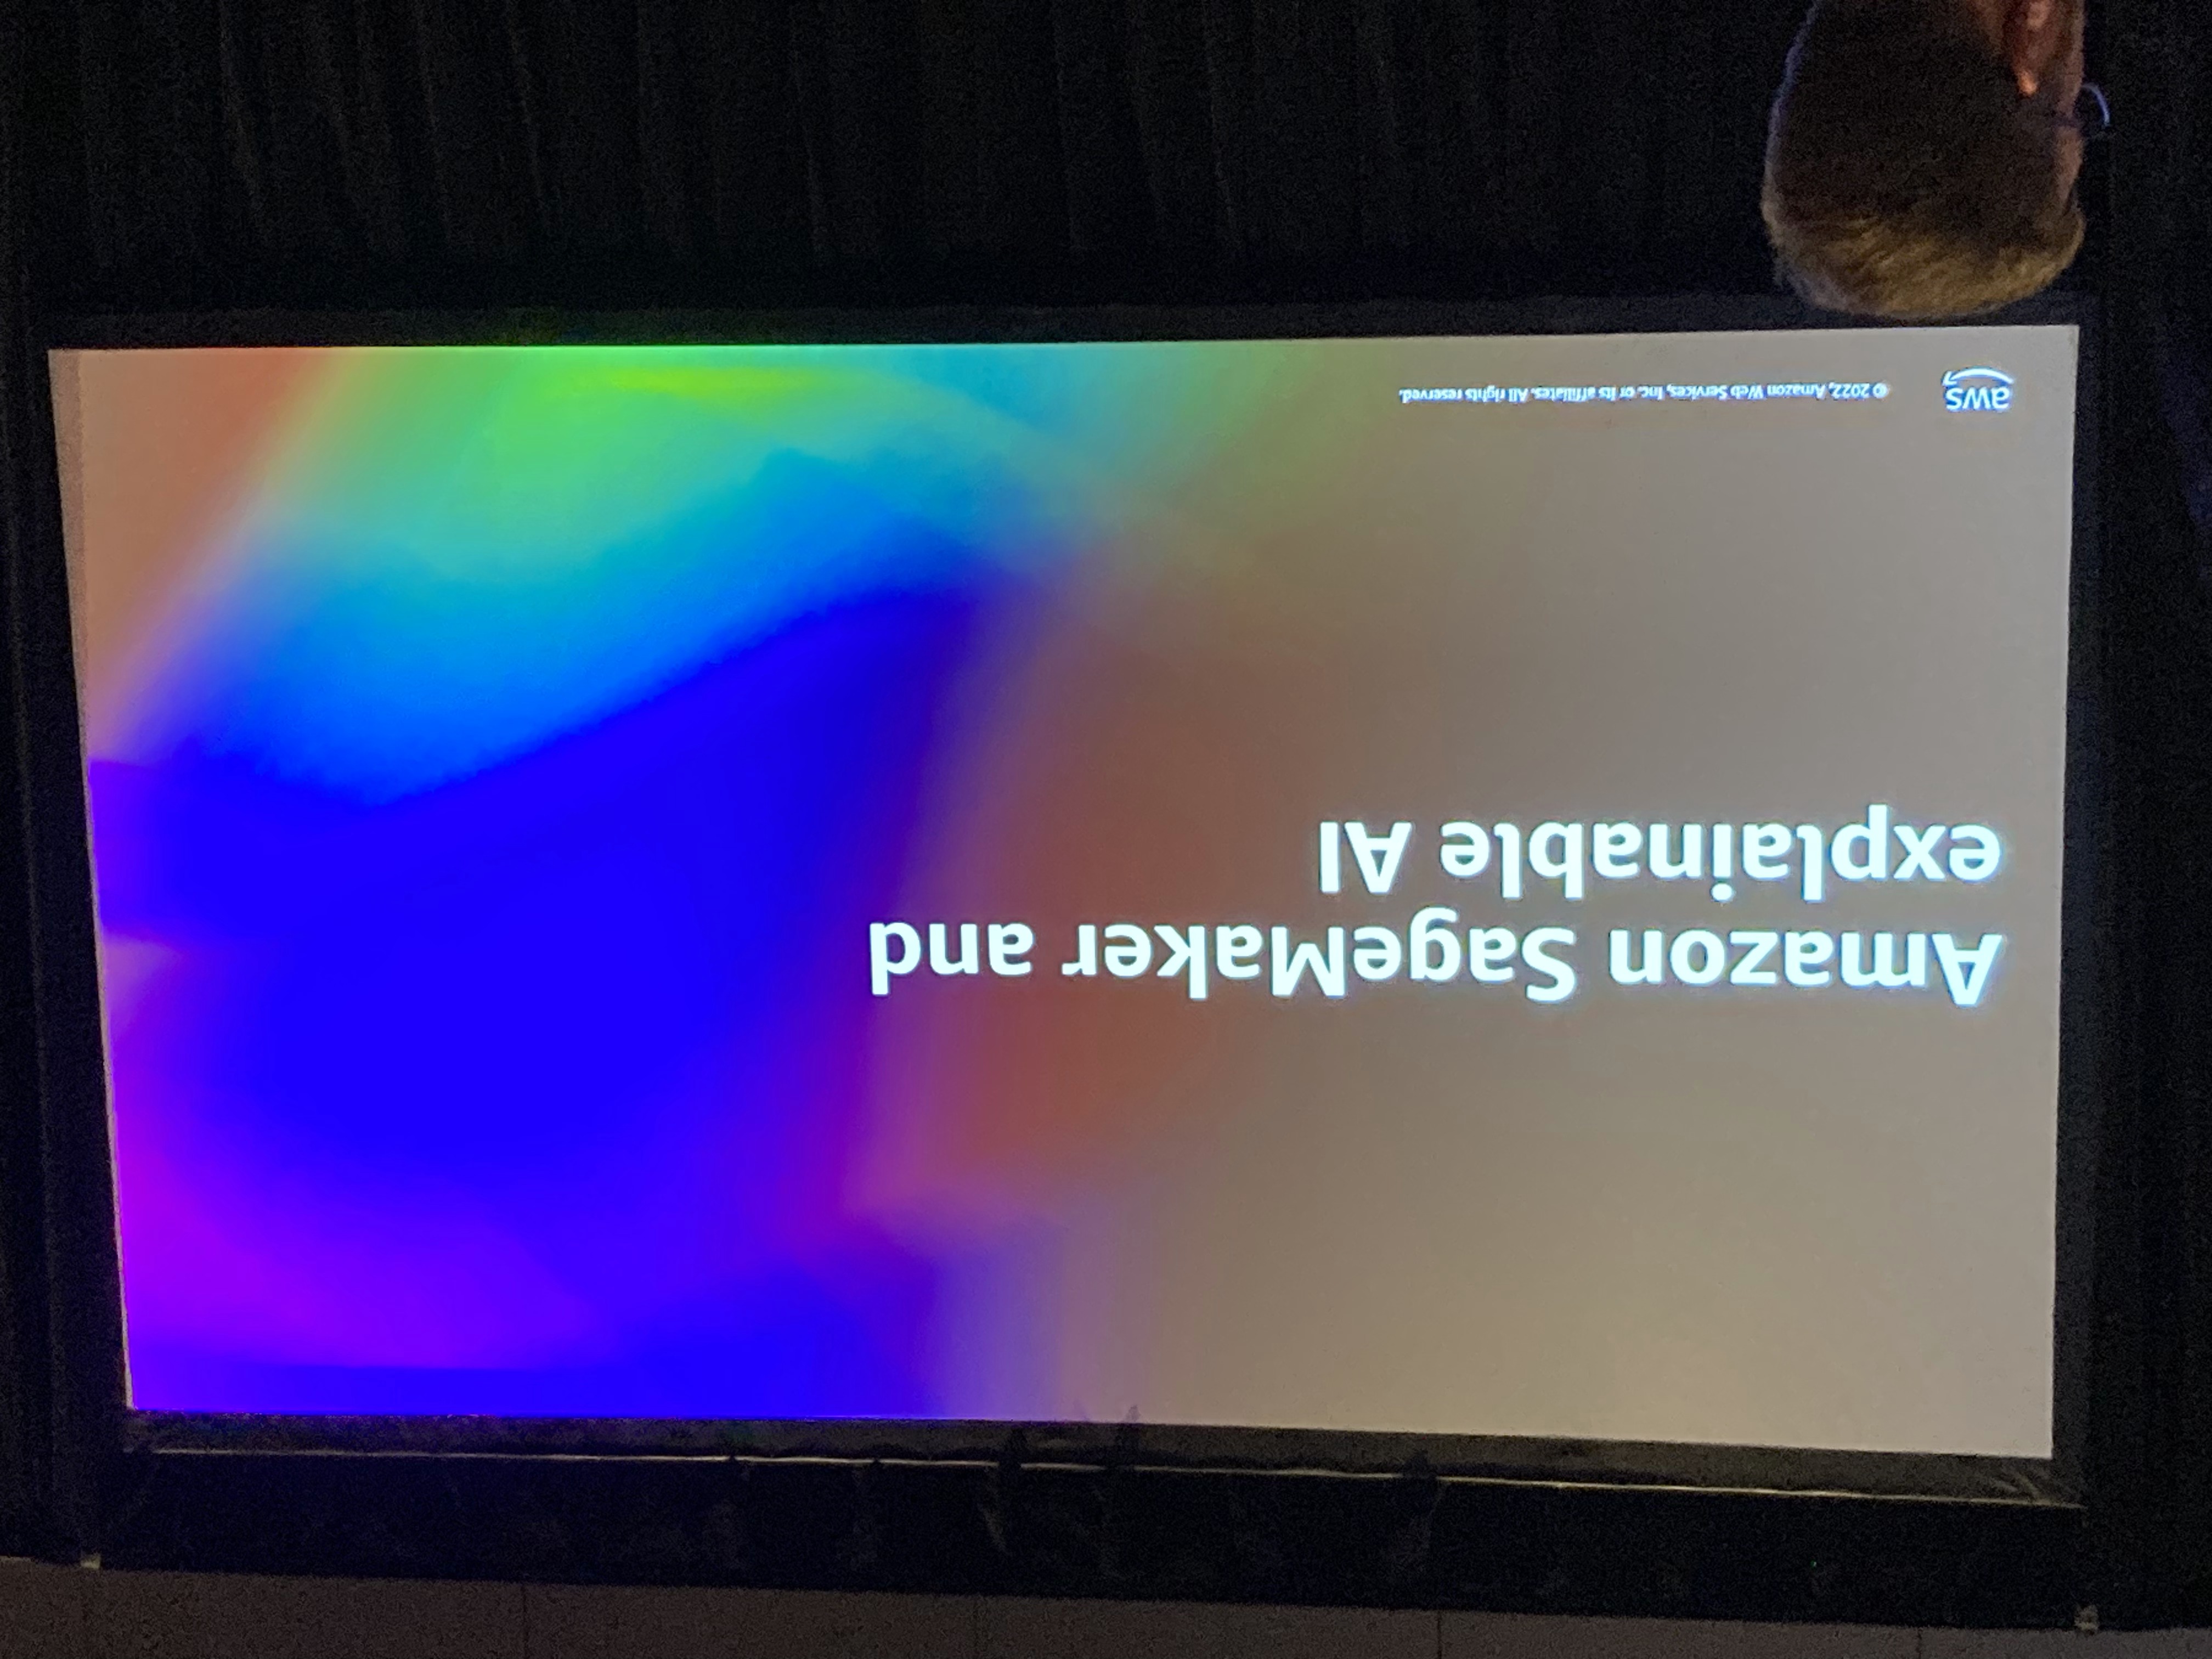 Amazon SageMaker and
explainable AI
aws
© 2022, Amazon Web Services, Inc. or its affiliates. All rights reserved.